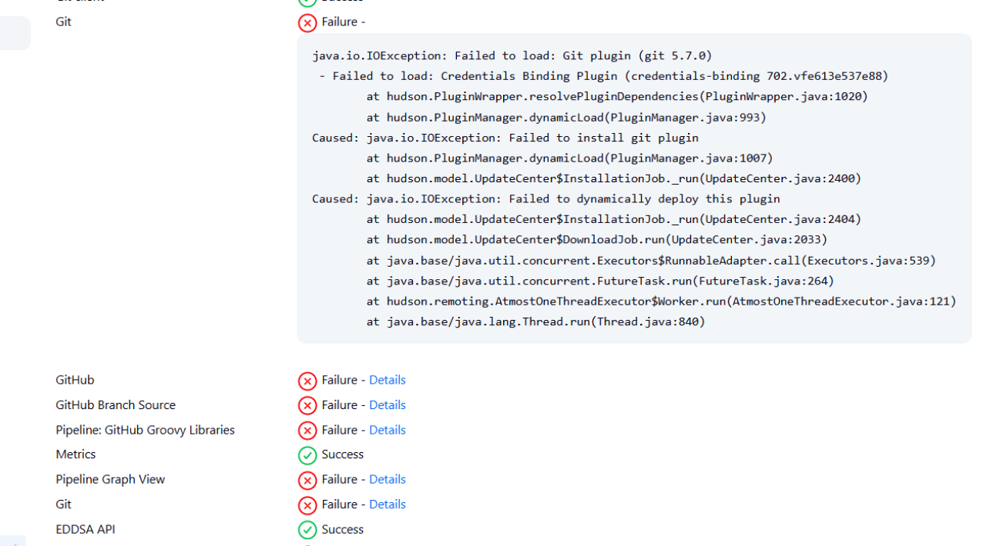 Git client Success
Git Failure -
java.io.IOException: Failed to load: Git plugin (git 5.7.0)
- Failed to load: Credentials Binding Plugin (credentials-binding 702.vfe613e537e88)
at hudson.PluginWrapper.resolvePluginDependencies(PluginWrapper.java:1020)
at hudson.PluginManager.dynamicLoad(PluginManager.java:993)
Caused: java.io.IOException: Failed to install git plugin
at hudson.PluginManager.dynamicLoad(PluginManager.java:1007)
at hudson.model.UpdateCenter$InstallationJob._run(UpdateCenter.java:2400)
Caused: java.io.IOException: Failed to dynamically deploy this plugin
at hudson.model.UpdateCenter$InstallationJob._run(UpdateCenter.java:2404)
at hudson.model.UpdateCenter$DownloadJob.run(UpdateCenter.java:2033)
at java.base/java.util.concurrent.Executors$RunnableAdapter.call(Executors.java:539)
at java.base/java.util.concurrent.FutureTask.run(FutureTask.java:264)
at hudson.remoting.AtmostOneThreadExecutor$Worker.run(AtmostOneThreadExecutor.java:121)
at java.base/java.lang.Thread.run(Thread.java:840)
GitHub Failure - Details
GitHub Branch Source Failure - Details
Pipeline: GitHub Groovy Libraries Failure - Details
Metrics Success
Pipeline Graph View Failure - Details
Git Failure - Details
EDDSA API Success